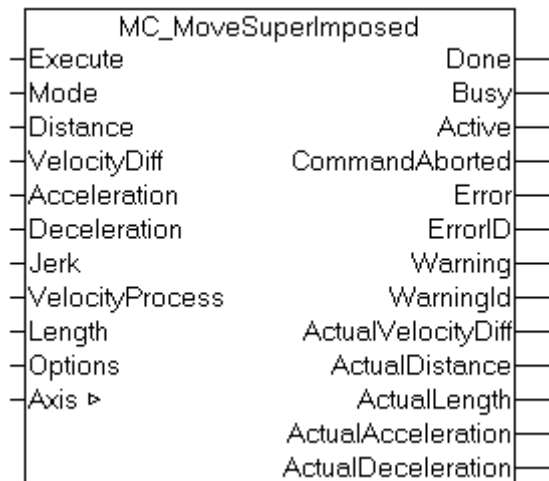 MC_MoveSuperImposed
Execute Done
Mode Busy
Distance Active
VelocityDiff CommandAborted
Acceleration Error
Deceleration ErrorID
Jerk Warning
VelocityProcess WarningId
Length ActualVelocityDiff
Options ActualDistance
Axis ActualLength
ActualAcceleration
ActualDeceleration